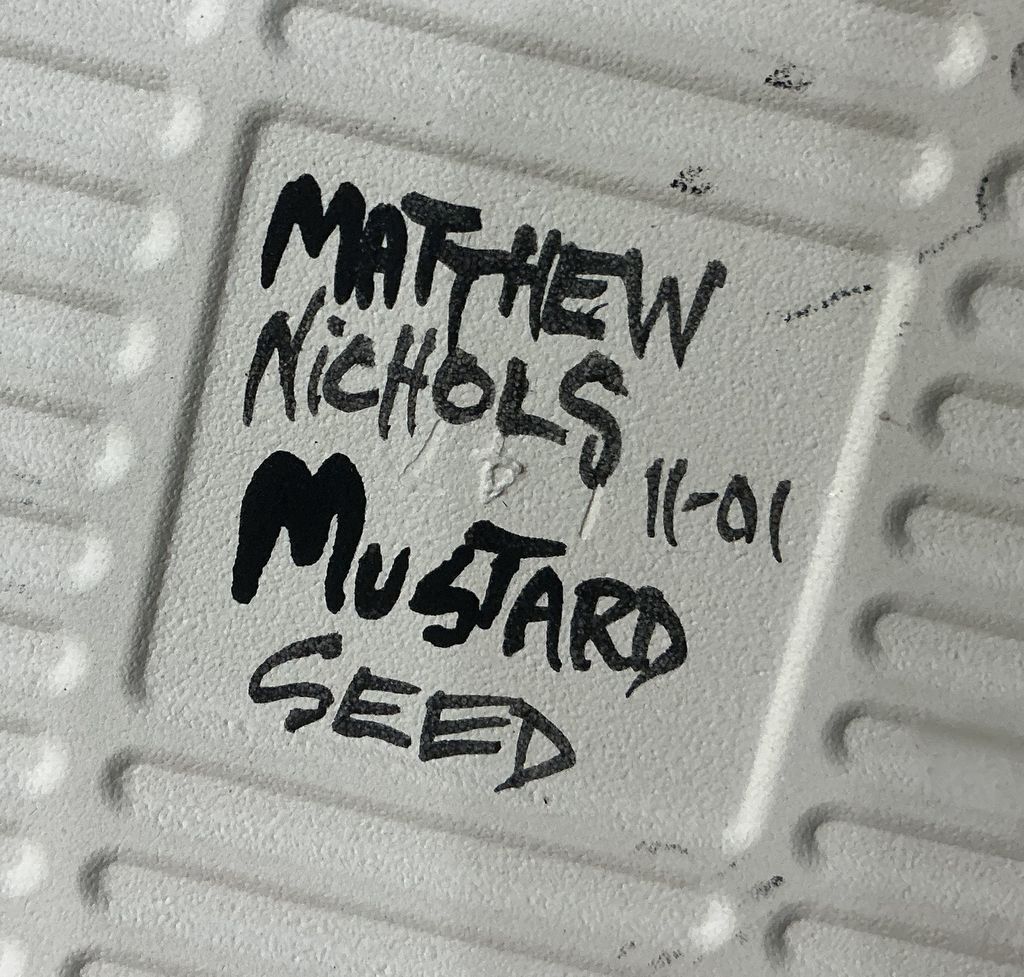 MATTHEW
NiCHOLS
11-01
MuSTARD
SEED